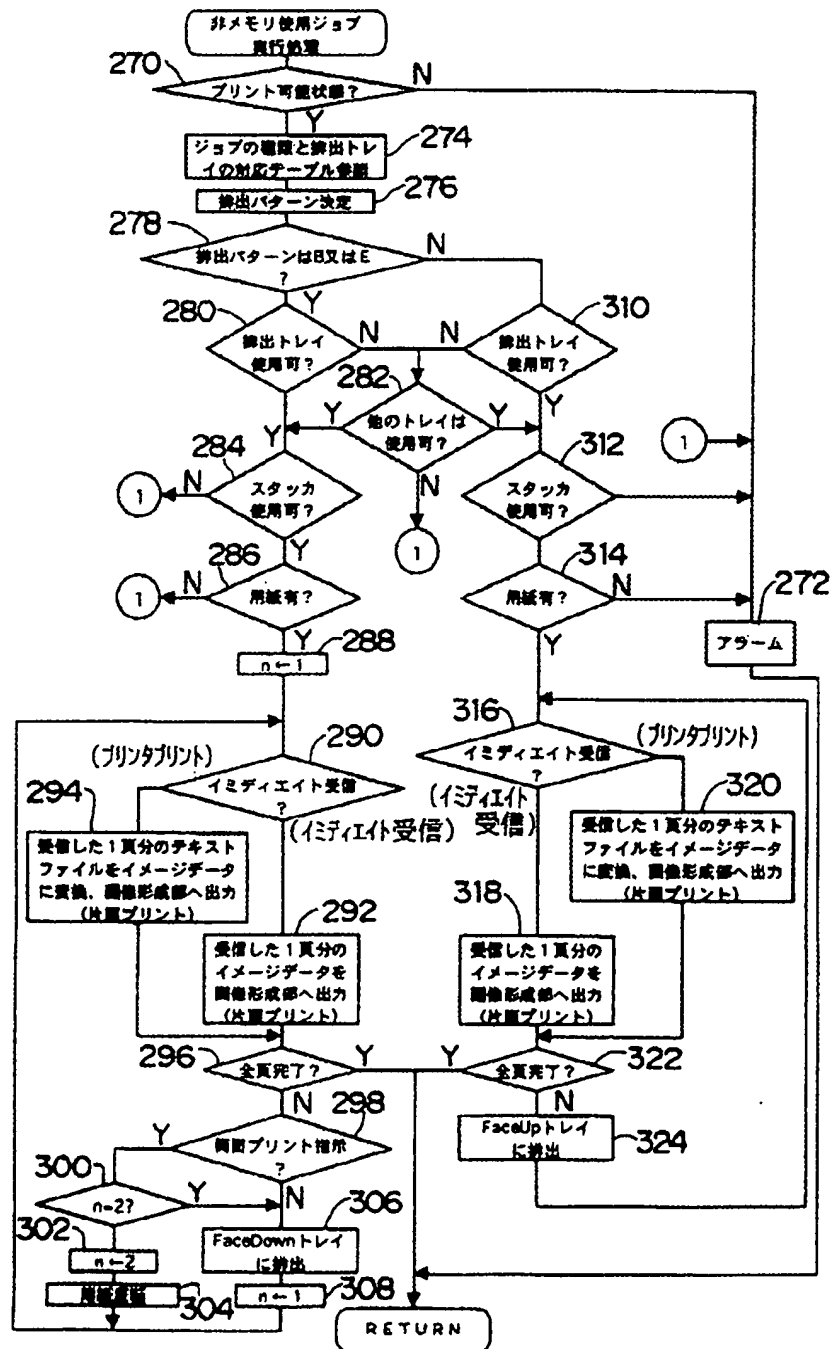 非メモリ使用ジョブ
実行処理
270
プリント可能状態?
N
Y
ジョブの種類と排出トレ
イの対応テーブル参照
274
排出パターン決定
276
278
排出パターンはB又はE
?
N
Y
280
排出トレイ
使用可?
N
Y
310
排出トレイ
使用可?
N
Y
282
他のトレイは
使用可?
Y
Y
N
1
284
スタッカ
使用可?
N
1
Y
312
スタッカ
使用可?
1
286
用紙有?
N
1
Y
314
用紙有?
N
Y
272
アラーム
n←1
288
290
イミディエイト受信
?
(プリンタプリント)
(イミディエイト受信)
316
イミディエイト受信
?
(プリンタプリント)
(イミディエイト
受信)
294
受信した1頁分のテキスト
ファイルをイメージデータ
に変換、画像形成部へ出力
(片面プリント)
320
受信した1頁分のテキスト
ファイルをイメージデータ
に変換、画像形成部へ出力
(片面プリント)
292
受信した1頁分の
イメージデータを
画像形成部へ出力
(片面プリント)
318
受信した1頁分の
イメージデータを
画像形成部へ出力
(片面プリント)
296
全頁完了?
Y
N
322
全頁完了?
Y
N
298
両面プリント指示
?
Y
N
FaceUpトレイ
に排出
324
300
n=2?
Y
302
n←2
304
306
FaceDownトレイ
に排出
n←1
308
RETURN